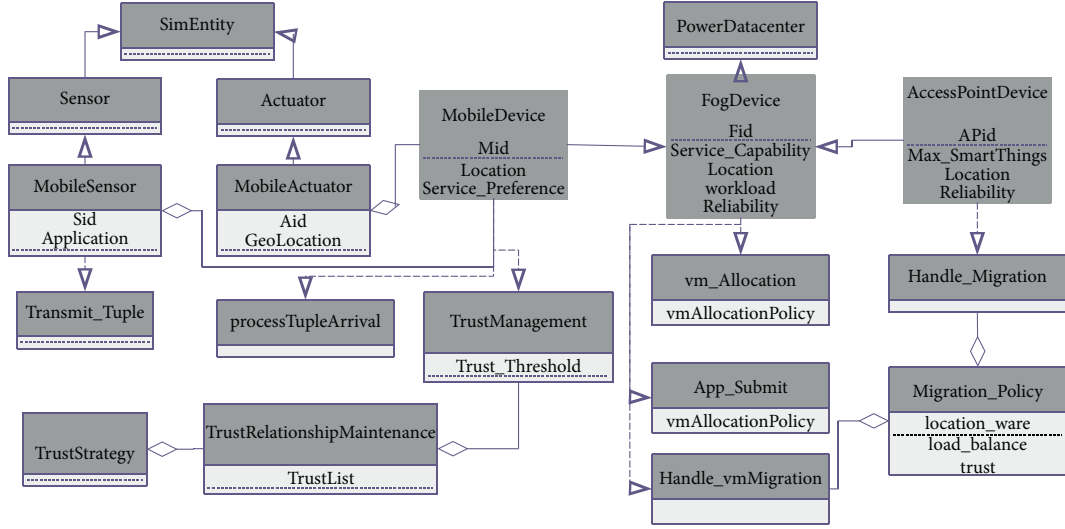 SimEntity
PowerDatacenter
Sensor
Actuator
MobileDevice
Mid
Location
Service_Preference
FogDevice
Fid
Service_Capability
Location
workload
Reliability
AccessPointDevice
APid
Max_SmartThings
Location
Reliability
MobileSensor
Sid
Application
MobileActuator
Aid
GeoLocation
Transmit_Tuple
processTupleArrival
TrustManagement
Trust_Threshold
vm_Allocation
vmAllocationPolicy
Handle_Migration
App_Submit
vmAllocationPolicy
Migration_Policy
location_ware
load_balance
trust
TrustStrategy
TrustRelationshipMaintenance
TrustList
Handle_vmMigration